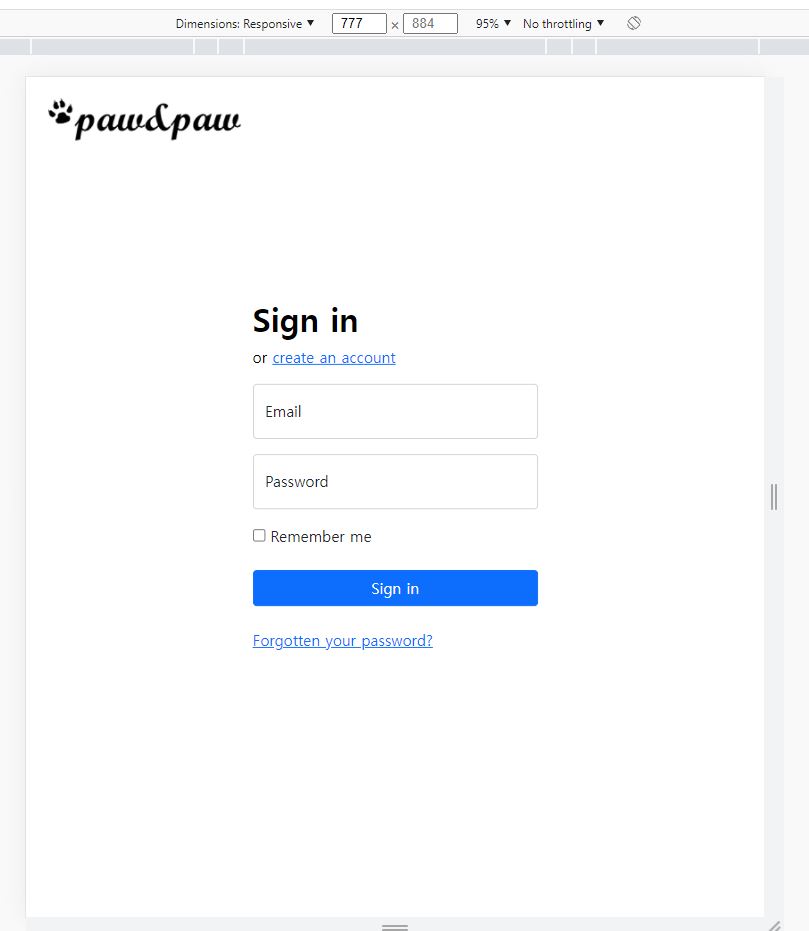 Dimensions: Responsive ▼ 777 × 884 95% ▼ No throttling ▼
paw&paw
Sign in
or create an account
Email
Password
Remember me
Sign in
Forgotten your password?